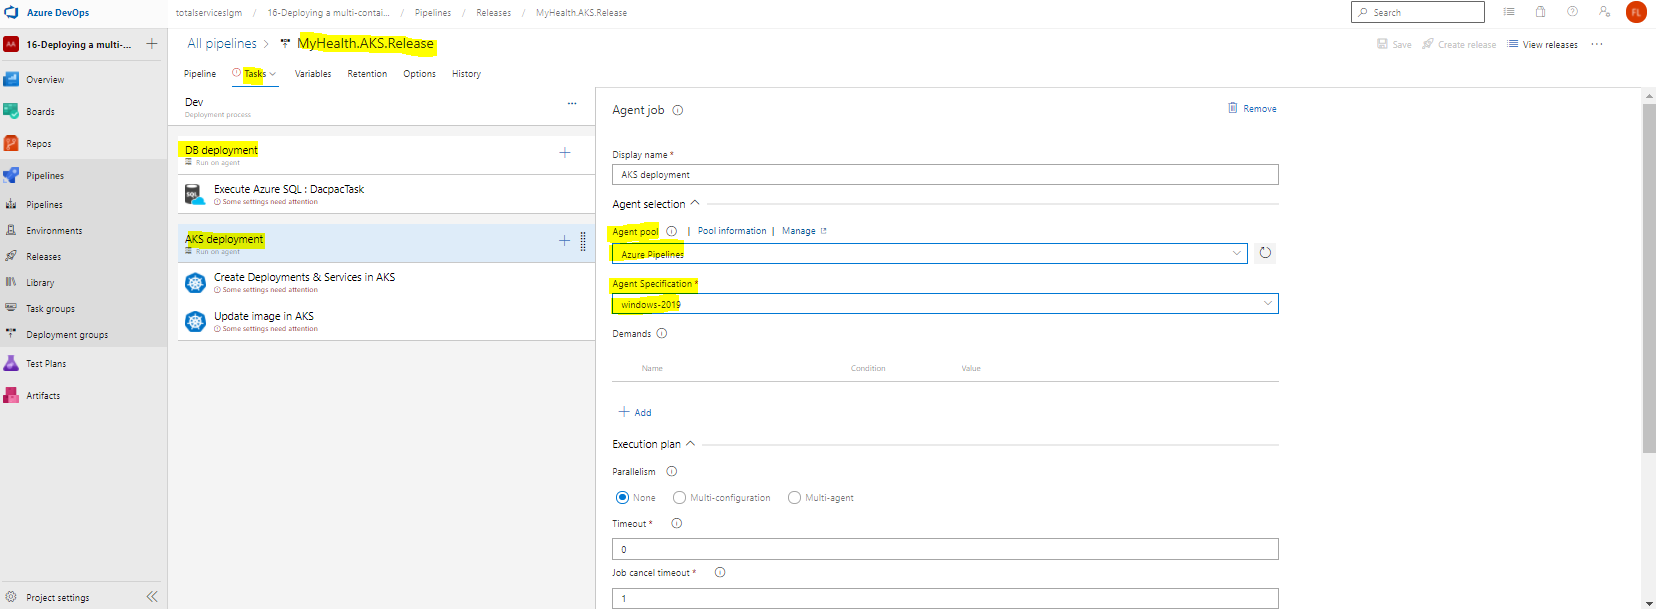 Azure DevOps
totalserviceslgm / 16-Deploying a multi-contai... / Pipelines / Releases / MyHealth.AKS.Release
Search
FL
AA
16-Deploying a multi-...
Overview
Boards
Repos
Pipelines
Pipelines
Environments
Releases
Library
Task groups
Deployment groups
Test Plans
Artifacts
Project settings
All pipelines > MyHealth.AKS.Release
Save
Create release
View releases
...
Pipeline
Tasks
Variables
Retention
Options
History
Dev
Deployment process
...
DB deployment
Run on agent
Execute Azure SQL : DacpacTask
Some settings need attention
AKS deployment
Run on agent
Create Deployments & Services in AKS
Some settings need attention
Update image in AKS
Some settings need attention
Agent job
Remove
Display name *
AKS deployment
Agent selection
Agent pool | Pool information | Manage
Azure Pipelines
Agent Specification *
windows-2019
Demands
Name Condition Value
Add
Execution plan
Parallelism
None Multi-configuration Multi-agent
Timeout *
0
Job cancel timeout *
1